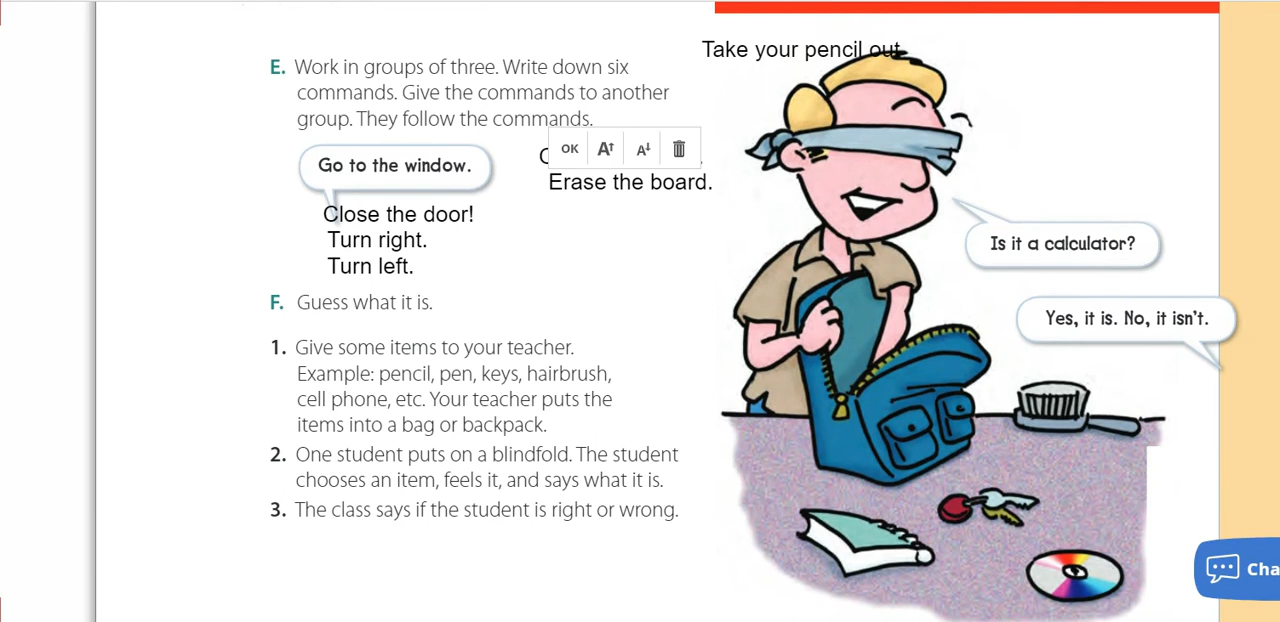 Take your pencil out
E. Work in groups of three. Write down six
commands. Give the commands to another
group. They follow the commands.
OK A A
Go to the window.
Erase the board.
Close the door!
Turn right.
Turn left.
Is it a calculator?
F. Guess what it is.
Yes, it is. No, it isn't.
1. Give some items to your teacher.
Example: pencil, pen, keys, hairbrush,
cell phone, etc. Your teacher puts the
items into a bag or backpack.
2. One student puts on a blindfold. The student
chooses an item, feels it, and says what it is.
3. The class says if the student is right or wrong.